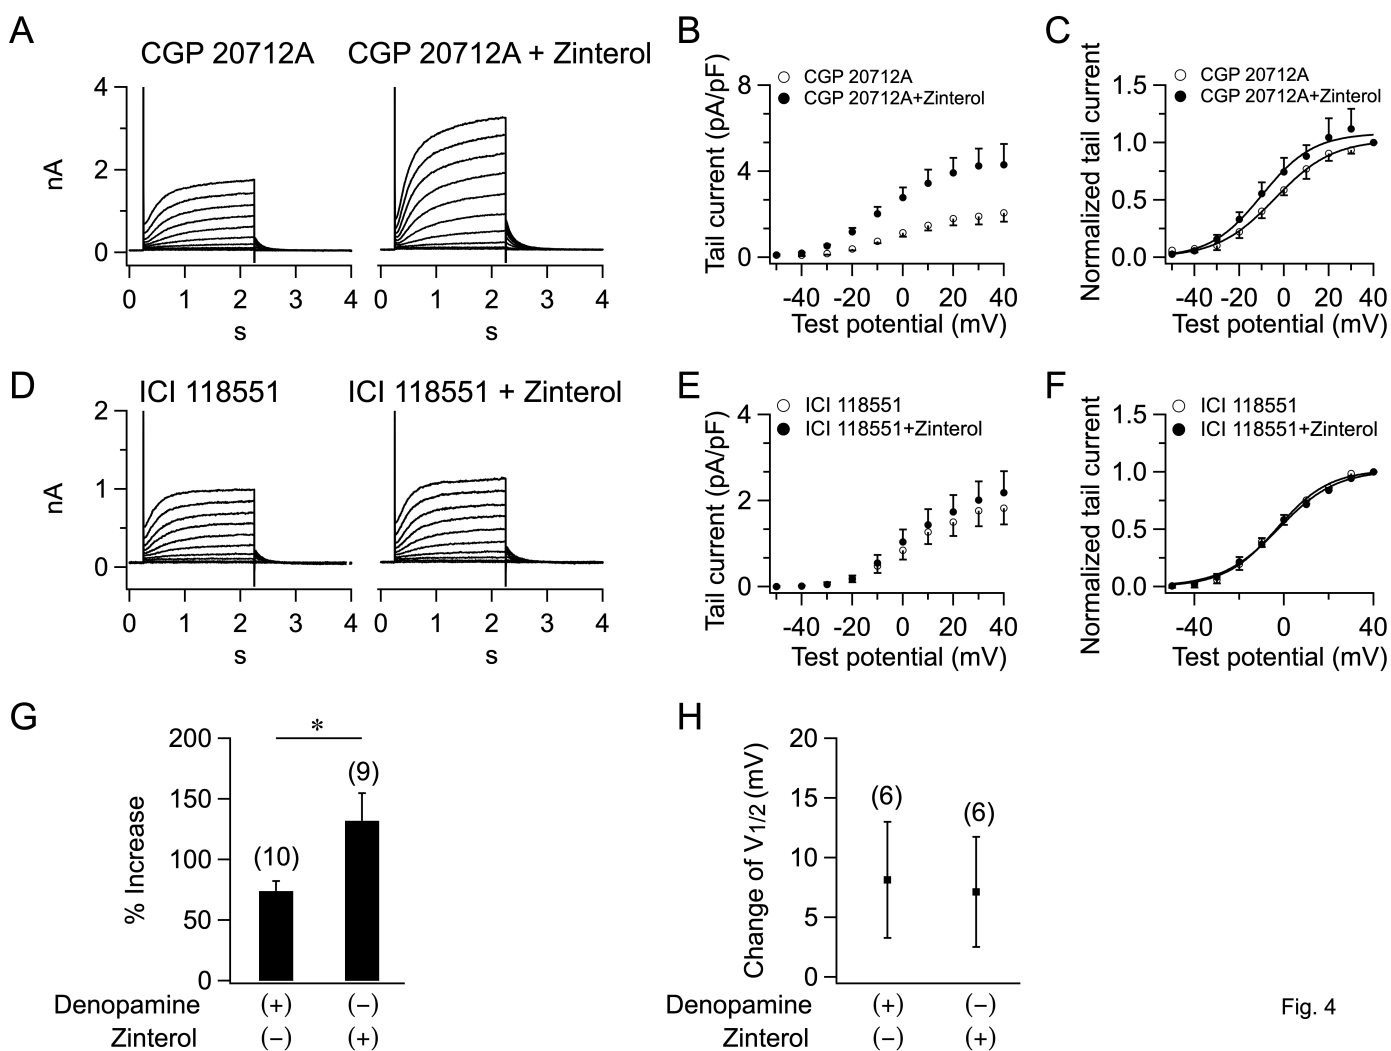 A
CGP 20712A
CGP 20712A + Zinterol
nA
4
2
0
0 1 2 3 4
s
0 1 2 3 4
s
B
CGP 20712A
CGP 20712A+Zinterol
Tail current (pA/pF)
8
4
0
-40 -20 0 20 40
Test potential (mV)
C
CGP 20712A
CGP 20712A+Zinterol
Normalized tail current
1.5
1.0
0.5
0.0
-40 -20 0 20 40
Test potential (mV)
D
ICI 118551
ICI 118551 + Zinterol
nA
2
1
0
0 1 2 3 4
s
0 1 2 3 4
s
E
ICI 118551
ICI 118551+Zinterol
Tail current (pA/pF)
4
2
0
-40 -20 0 20 40
Test potential (mV)
F
ICI 118551
ICI 118551+Zinterol
Normalized tail current
1.5
1.0
0.5
0.0
-40 0 40
Test potential (mV)
G
% Increase
200
150
100
50
0
*
(10)
(9)
Denopamine (+) (−)
Zinterol (−) (+)
H
Change of V1/2 (mV)
20
15
10
5
0
(6)
(6)
Denopamine (+) (−)
Zinterol (−) (+)
Fig. 4